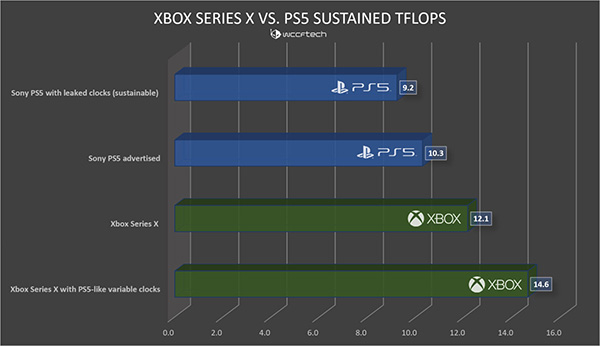 XBOX SERIES X VS. PS5 SUSTAINED TFLOPS
WCCFTECH
Sony PS5 with leaked clocks (sustainable)
PS5
9.2
Sony PS5 advertised
PS5
10.3
Xbox Series X
XBOX
12.1
Xbox Series X with PS5-like variable clocks
XBOX
14.6
0.0 2.0 4.0 6.0 8.0 10.0 12.0 14.0 16.0